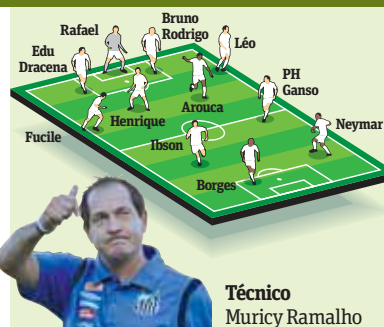 Rafael
Bruno
Rodrigo
Léo
Edu
Dracena
PH
Ganso
Arouca
Henrique
Neymar
Fucile
Ibson
Borges
Técnico
Muricy Ramalho